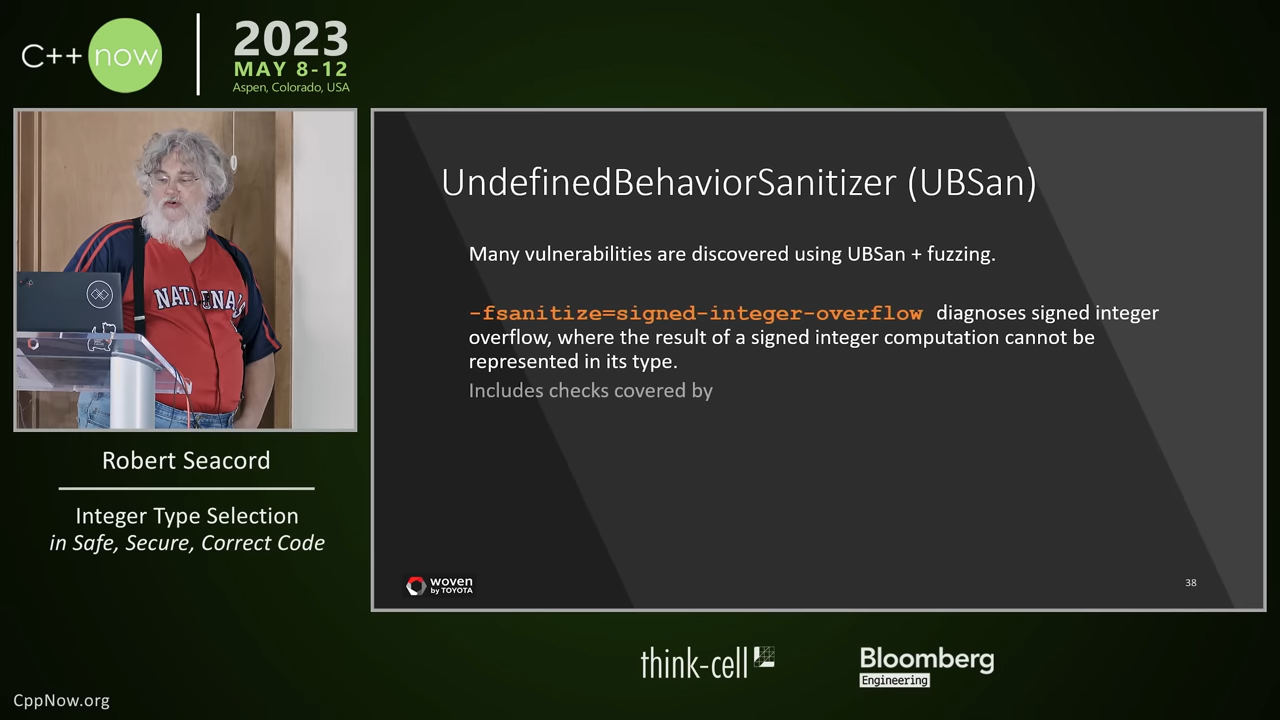 C++ now
2023
MAY 8-12
Aspen, Colorado, USA
NATIONALS
Robert Seacord
Integer Type Selection
in Safe, Secure, Correct Code
UndefinedBehaviorSanitizer (UBSan)
Many vulnerabilities are discovered using UBSan + fuzzing.
-fsanitize=signed-integer-overflow diagnoses signed integer
overflow, where the result of a signed integer computation cannot be
represented in its type.
Includes checks covered by
woven
by TOYOTA
38
think-cell
Bloomberg
Engineering
CppNow.org